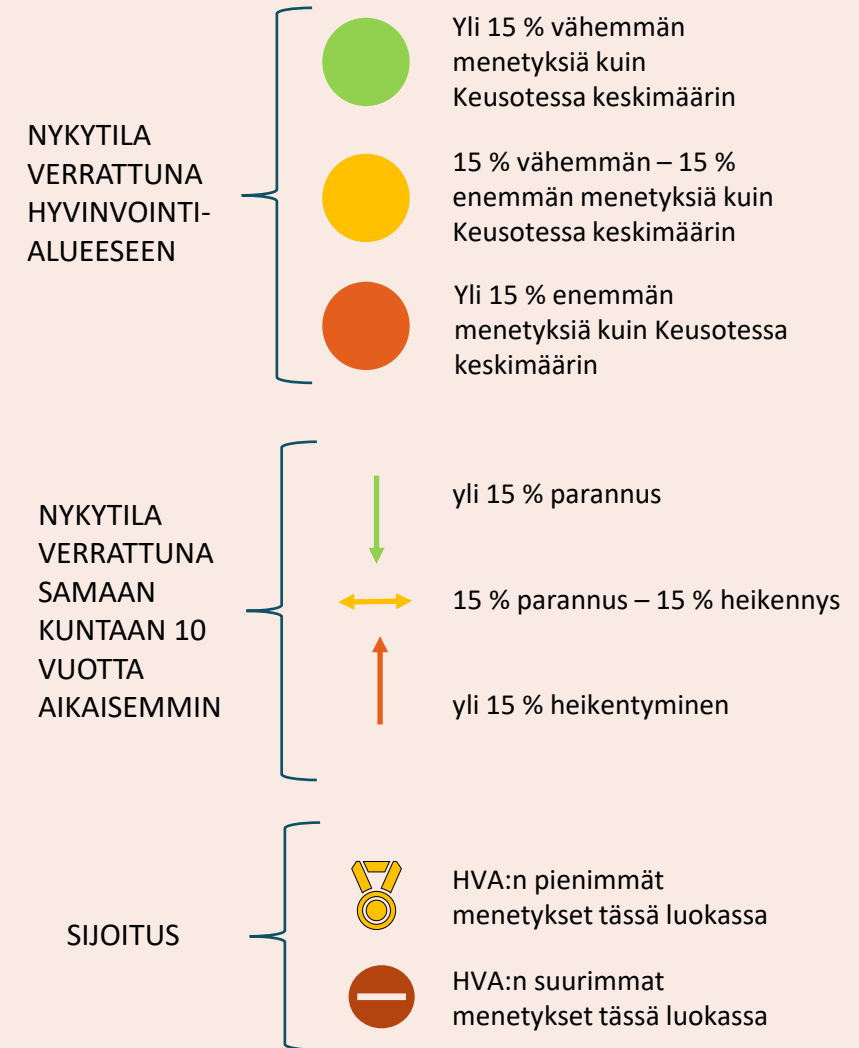 NYKYTILA
VERRATTUNA
HYVINVOINTI-
ALUEESEEN
Yli 15 % vähemmän
menetyksiä kuin
Keusotessa keskimäärin
15 % vähemmän – 15 %
enemmän menetyksiä kuin
Keusotessa keskimäärin
Yli 15 % enemmän
menetyksiä kuin Keusotessa
keskimäärin
NYKYTILA
VERRATTUNA
SAMAAN
KUNTAAN 10
VUOTTA
AIKAISEMMIN
yli 15 % parannus
15 % parannus – 15 % heikennys
yli 15 % heikentyminen
SIJOITUS
HVA:n pienimmät
menetykset tässä luokassa
HVA:n suurimmat
menetykset tässä luokassa